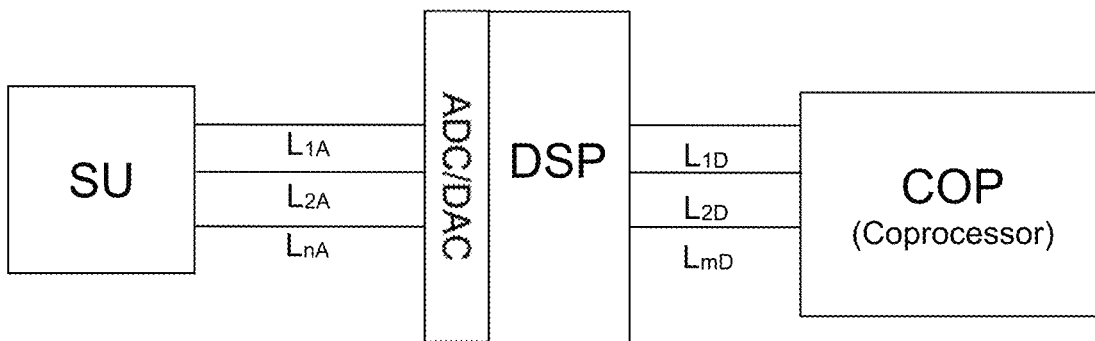 SU
L1A
L2A
LnA
ADC/DAC
DSP
L1D
L2D
LmD
COP
(Coprocessor)